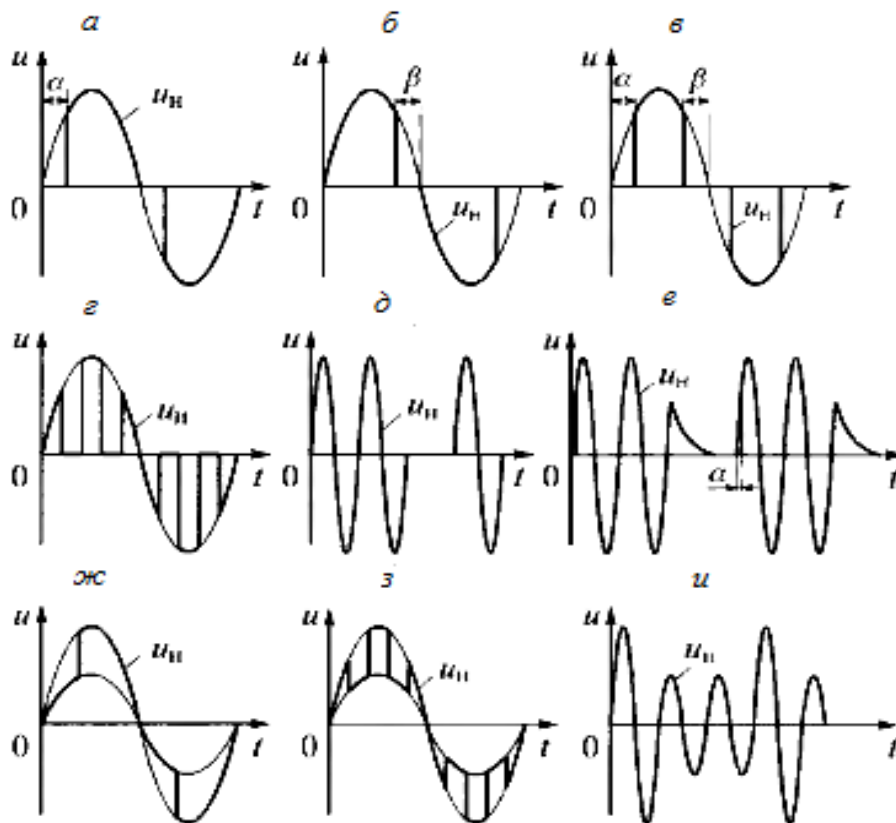 а б в
u α uн 0 t
u β uн 0 t
u α β uн 0 t
г д е
u uн 0 t
u uн 0 t
u uн α 0 t
ж з и
u uн 0 t
u uн 0 t
u uн 0 t